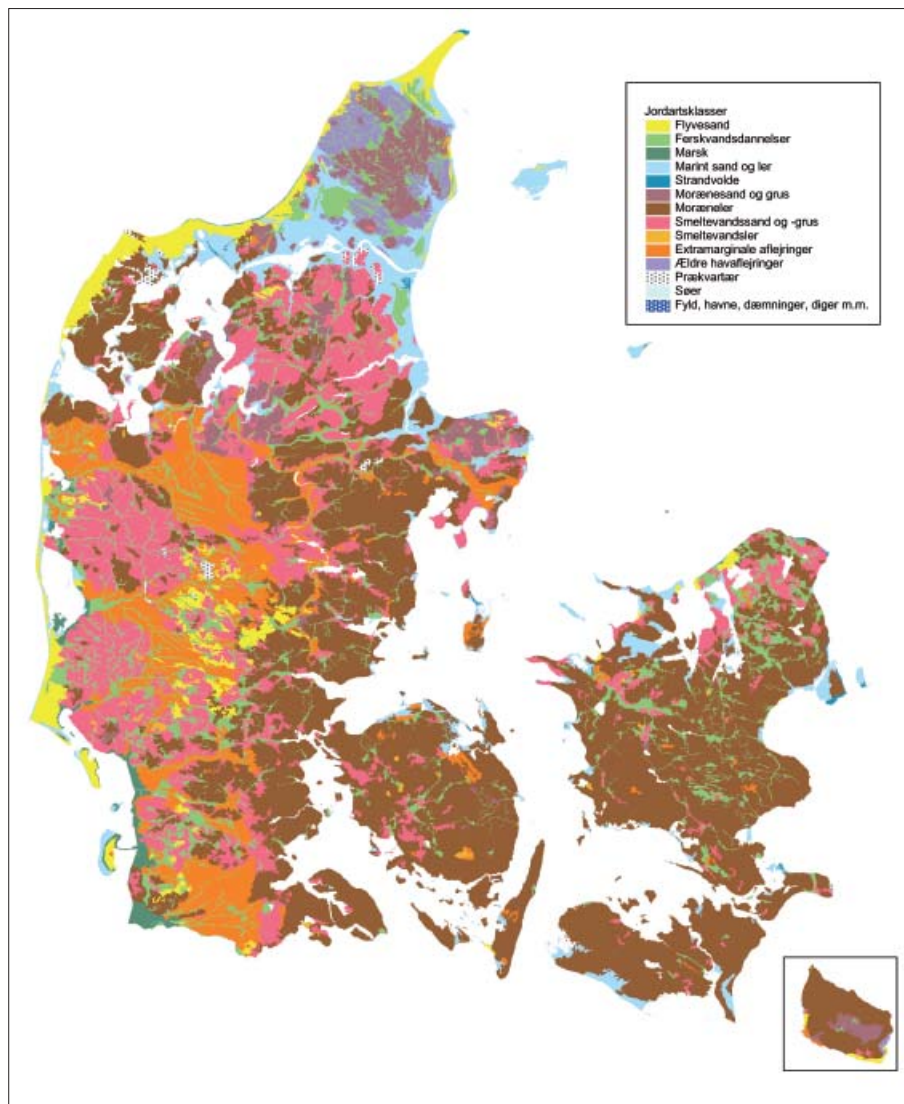 Jordartsklasser
Flyvesand
Ferskvandsdannelser
Marsk
Marint sand og ler
Strandvolde
Morænesand og grus
Moræneler
Smeltevandssand og -grus
Smeltevandsler
Extramarginale aflejringer
Ældre havaflejringer
Prækvartær
Søer
Fyld, havne, dæmninger, diger m.m.